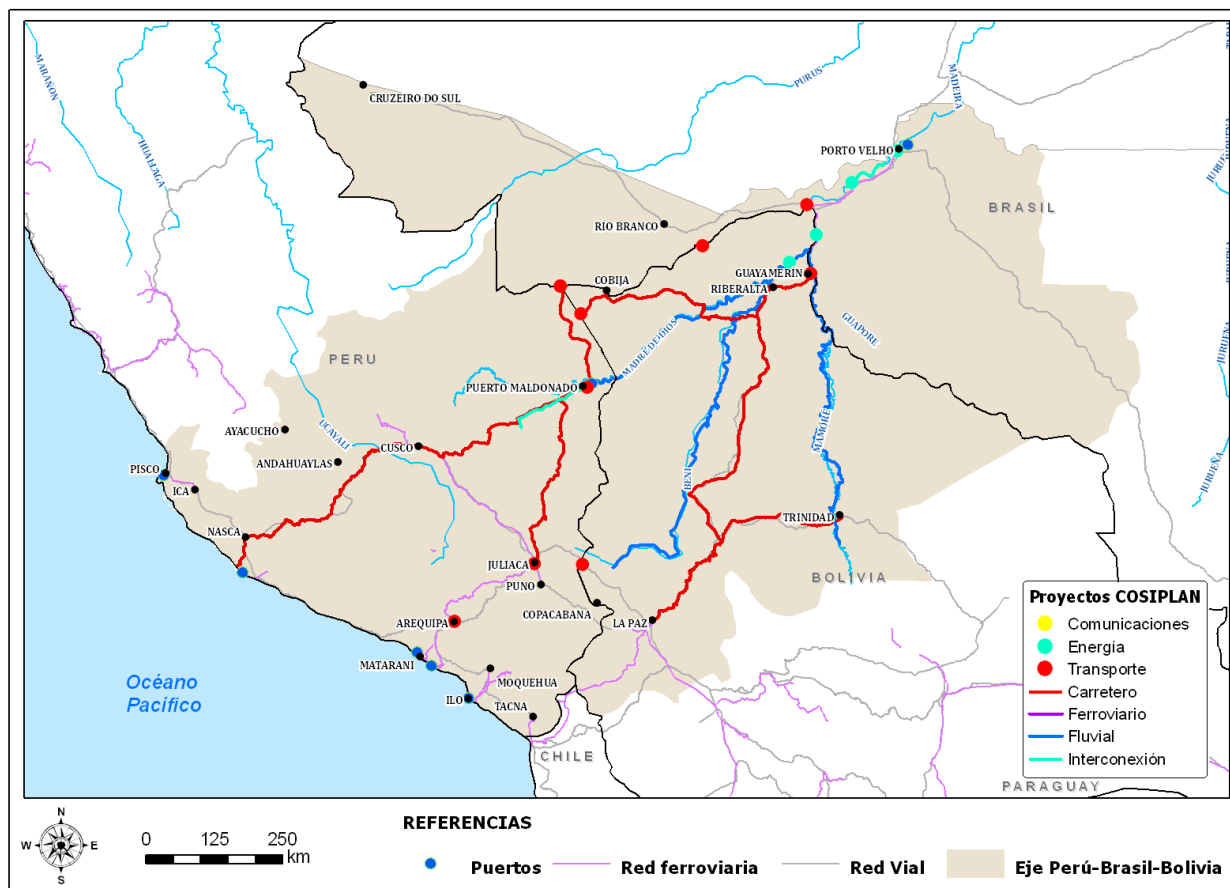 MARAÑON
HUALLAGA
CRUZEIRO DO SUL
PURUS
MADEIRA
PORTO VELHO
BRASIL
RÍO BRANCO
COBIJA
GUAYAMERIN
RIBERALTA
GUAPORE
PERU
MADRE DE DIOS
PUERTO MALDONADO
UCAYALI
AYACUCHO
ANDAHUAYLAS
CUSCO
PISCO
ICA
NASCA
BENI
MAMORE
JURUENA
TRINIDAD
BOLIVIA
JULIACA
PUNO
COPACABANA
LA PAZ
AREQUIPA
MATARANI
MOQUEHUA
ILO
TACNA
CHILE
PARAGUAY
Océano
Pacífico
Proyectos COSIPLAN
Comunicaciones
Energía
Transporte
Carretero
Ferroviario
Fluvial
Interconexión
N
W
E
S
0 125 250
km
REFERENCIAS
Puertos
Red ferroviaria
Red Vial
Eje Perú-Brasil-Bolivia